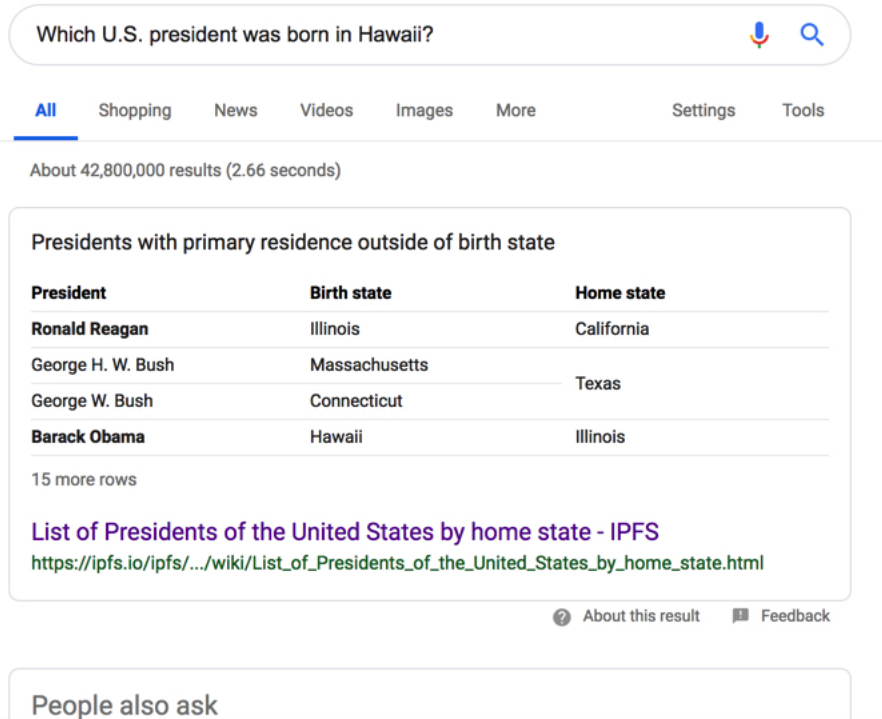 Which U.S. president was born in Hawaii?
All Shopping News Videos Images More Settings Tools
About 42,800,000 results (2.66 seconds)
Presidents with primary residence outside of birth state
President Birth state Home state
Ronald Reagan Illinois California
George H. W. Bush Massachusetts
Texas
George W. Bush Connecticut
Barack Obama Hawaii Illinois
15 more rows
List of Presidents of the United States by home state - IPFS
https://ipfs.io/ipfs/.../wiki/List_of_Presidents_of_the_United_States_by_home_state.html
About this result Feedback
People also ask